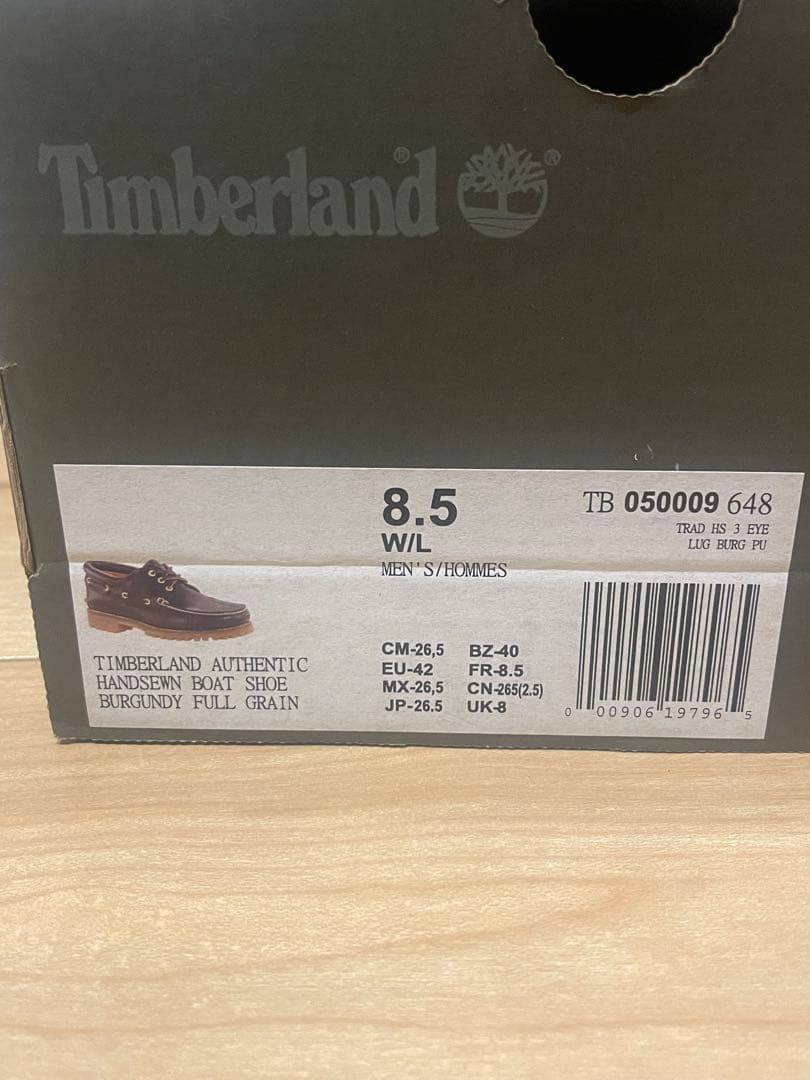 Timberland®
8.5
W/L
MEN'S/HOMMES
TB 050009 648
TRAD HS 3 EYE
LUG BURG PU
TIMBERLAND AUTHENTIC
HANDSEWN BOAT SHOE
BURGUNDY FULL GRAIN
CM-26,5 BZ-40
EU-42 FR-8.5
MX-26,5 CN-265(2.5)
JP-26.5 UK-8
0 00906 19796 5